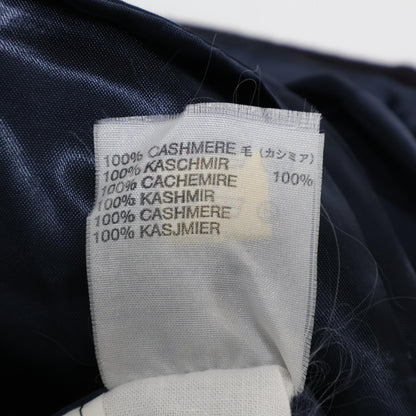 100% CASHMERE 毛 (カシミア)
100% KASCHMIR
100% CACHEMIRE 100%
100% KASHMIR
100% CASHMERE
100% KASJMIER